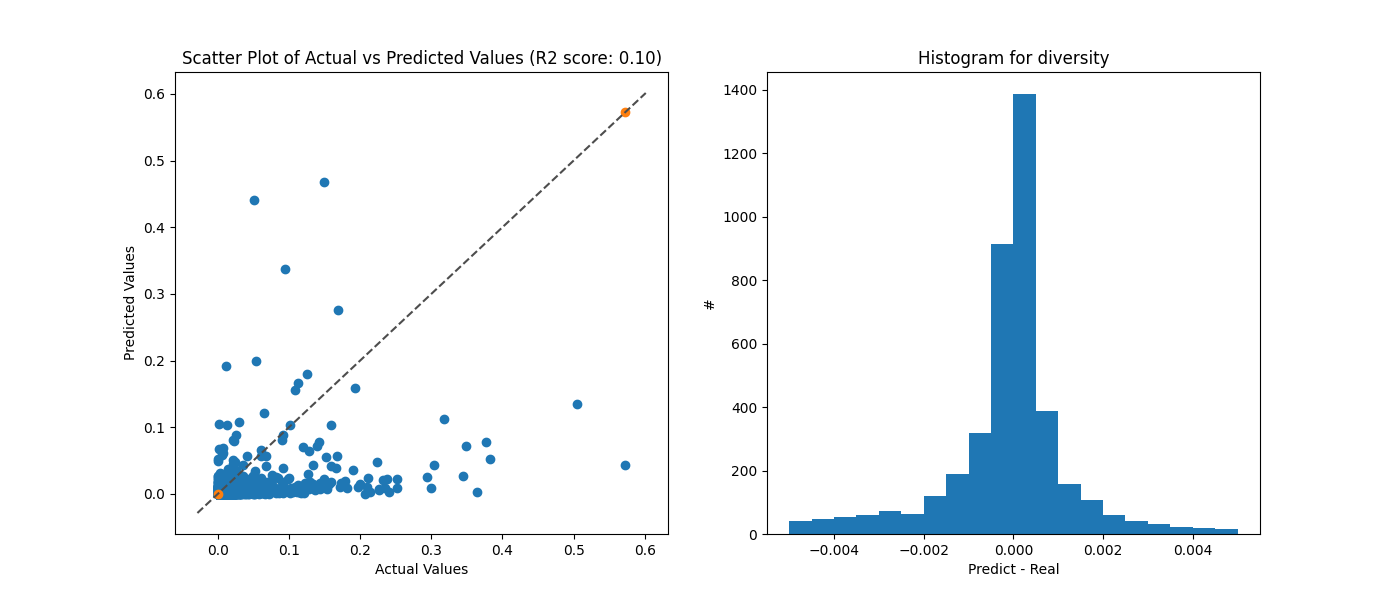 Scatter Plot of Actual vs Predicted Values (R2 score: 0.10)
0.6
0.5
0.4
0.3
0.2
0.1
0.0
Predicted Values
0.0 0.1 0.2 0.3 0.4 0.5 0.6
Actual Values
Histogram for diversity
1400
1200
1000
800
600
400
200
0
#
−0.004 −0.002 0.000 0.002 0.004
Predict - Real